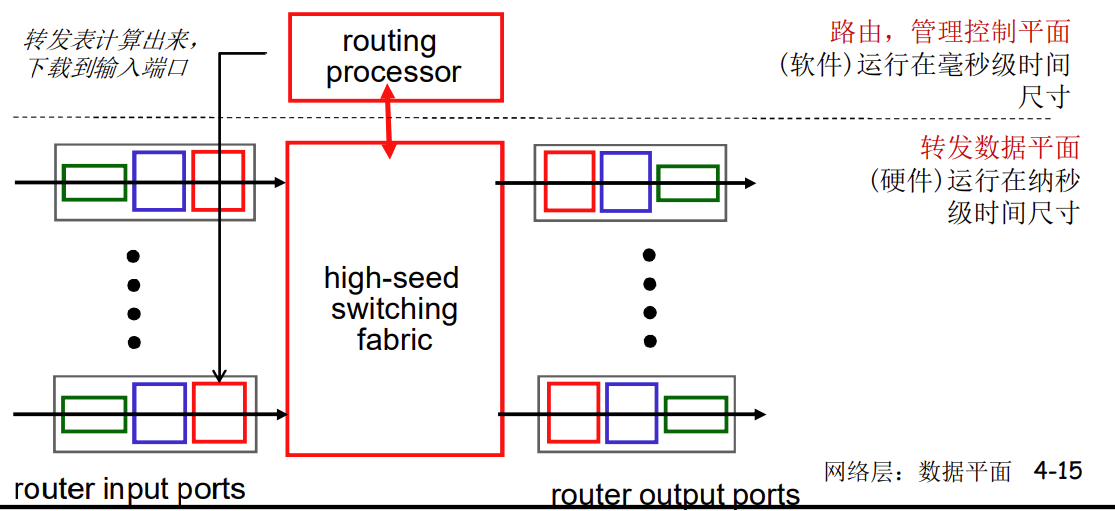 转发表计算出来，
下载到输入端口
routing
processor
路由，管理控制平面
(软件)运行在毫秒级时间
尺寸
转发数据平面
(硬件)运行在纳秒
级时间尺寸
high-seed
switching
fabric
router input ports
router output ports
网络层：数据平面 4-15